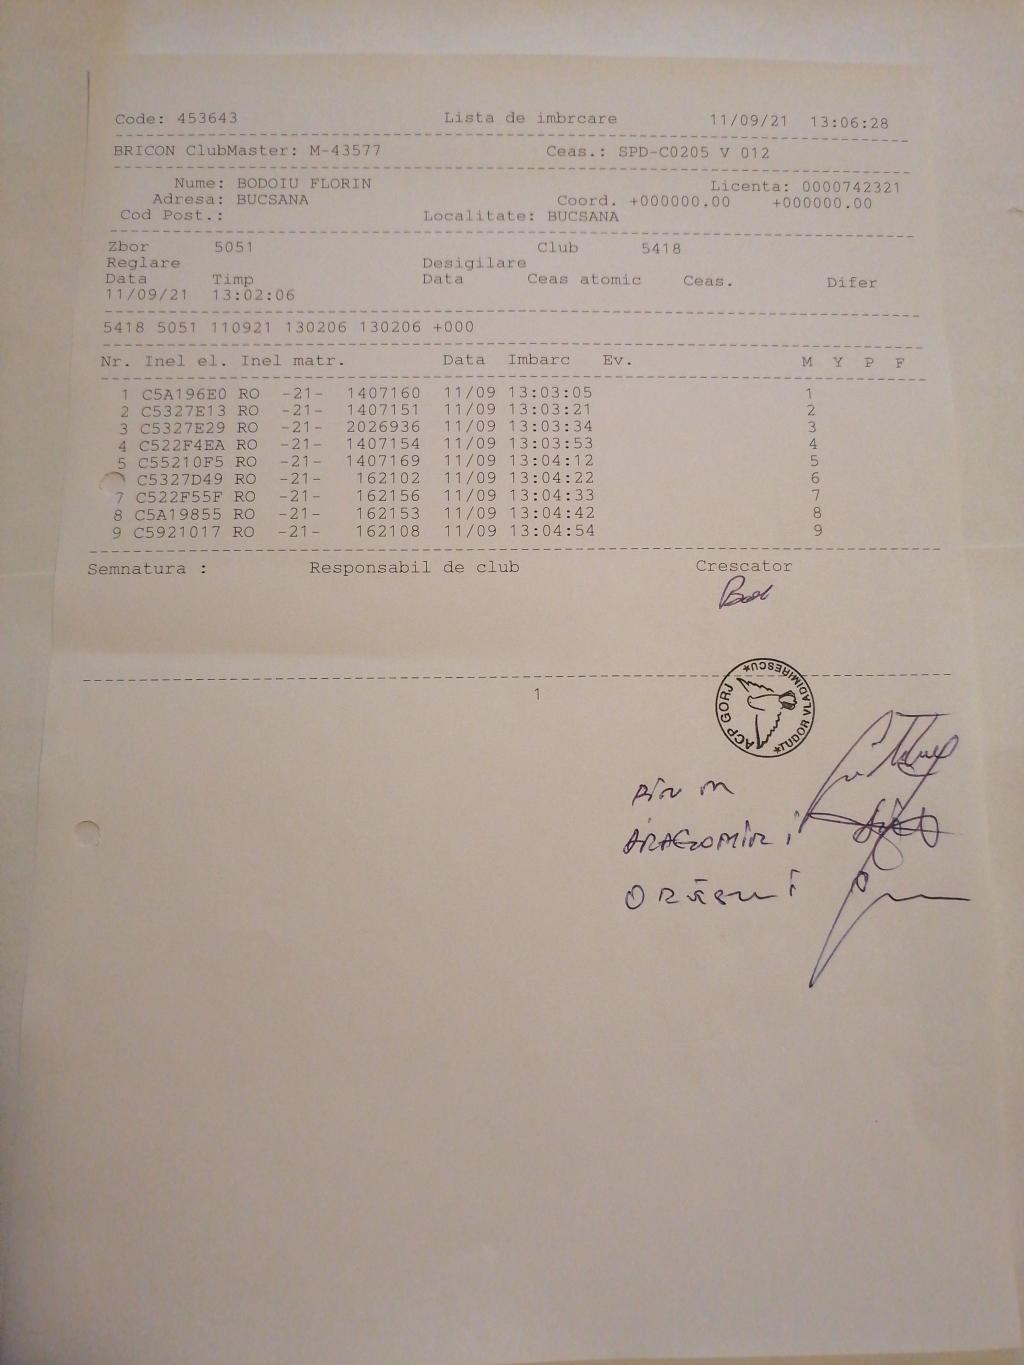 Code: 453643 Lista de imbrcare 11/09/21 13:06:28
BRICON ClubMaster: M-43577 Ceas.: SPD-C0205 V 012
Nume: BODOIU FLORIN Licenta: 0000742321
Adresa: BUCSANA Coord. +000000.00 +000000.00
Cod Post.: Localitate: BUCSANA
Zbor 5051 Club 5418
Reglare Desigilare
Data Timp Data Ceas atomic Ceas. Difer
11/09/21 13:02:06
5418 5051 110921 130206 130206 +000
Nr. Inel el. Inel matr. Data Imbarc Ev. M Y P F
1 C5A196E0 RO -21- 1407160 11/09 13:03:05 1
2 C5327E13 RO -21- 1407151 11/09 13:03:21 2
3 C5327E29 RO -21- 2026936 11/09 13:03:34 3
4 C522F4EA RO -21- 1407154 11/09 13:03:53 4
5 C55210F5 RO -21- 1407169 11/09 13:04:12 5
C5327D49 RO -21- 162102 11/09 13:04:22 6
7 C522F55F RO -21- 162156 11/09 13:04:33 7
8 C5A19855 RO -21- 162153 11/09 13:04:42 8
9 C5921017 RO -21- 162108 11/09 13:04:54 9
Semnatura : Responsabil de club Crescator
1
ACP GORJ *TUDOR VLADIMIRESCU*